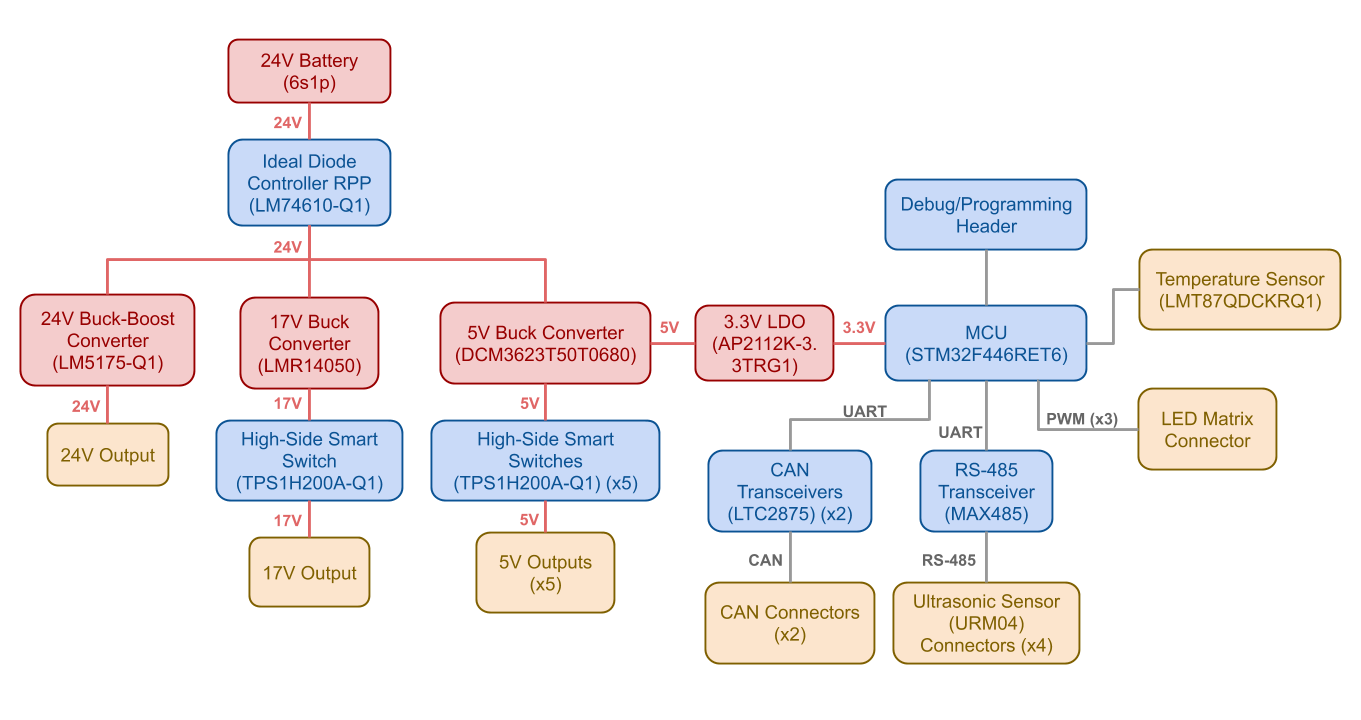 24V Battery
(6s1p)
24V
Ideal Diode
Controller RPP
(LM74610-Q1)
24V
24V Buck-Boost
Converter
(LM5175-Q1)
24V
24V Output
17V Buck
Converter
(LMR14050)
17V
High-Side Smart
Switch
(TPS1H200A-Q1)
17V
17V Output
5V Buck Converter
(DCM3623T50T0680)
5V
High-Side Smart
Switches
(TPS1H200A-Q1) (x5)
5V
5V Outputs
(x5)
5V
3.3V LDO
(AP2112K-3.
3TRG1)
3.3V
Debug/Programming
Header
MCU
(STM32F446RET6)
Temperature Sensor
(LMT87QDCKRQ1)
UART
CAN
Transceivers
(LTC2875) (x2)
CAN
CAN Connectors
(x2)
UART
RS-485
Transceiver
(MAX485)
RS-485
Ultrasonic Sensor
(URM04)
Connectors (x4)
PWM (x3)
LED Matrix
Connector